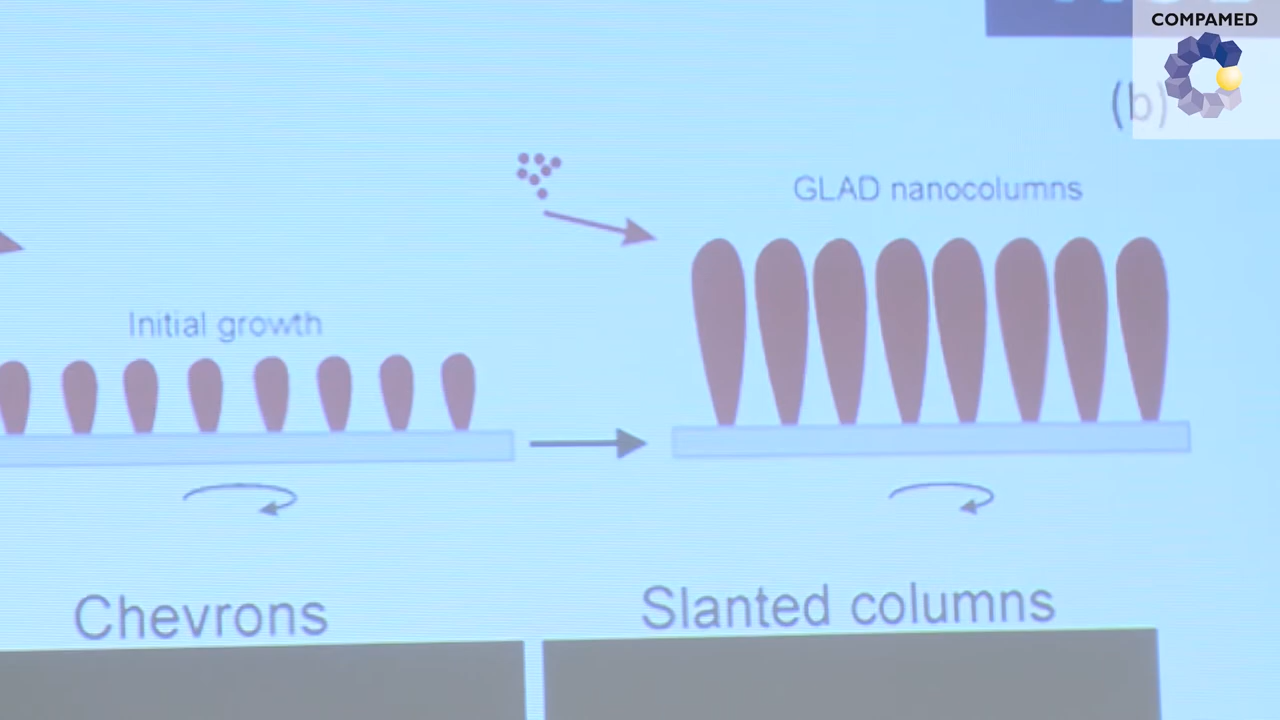 COMPAMED
(b)
GLAD nanocolumns
Initial growth
Chevrons
Slanted columns